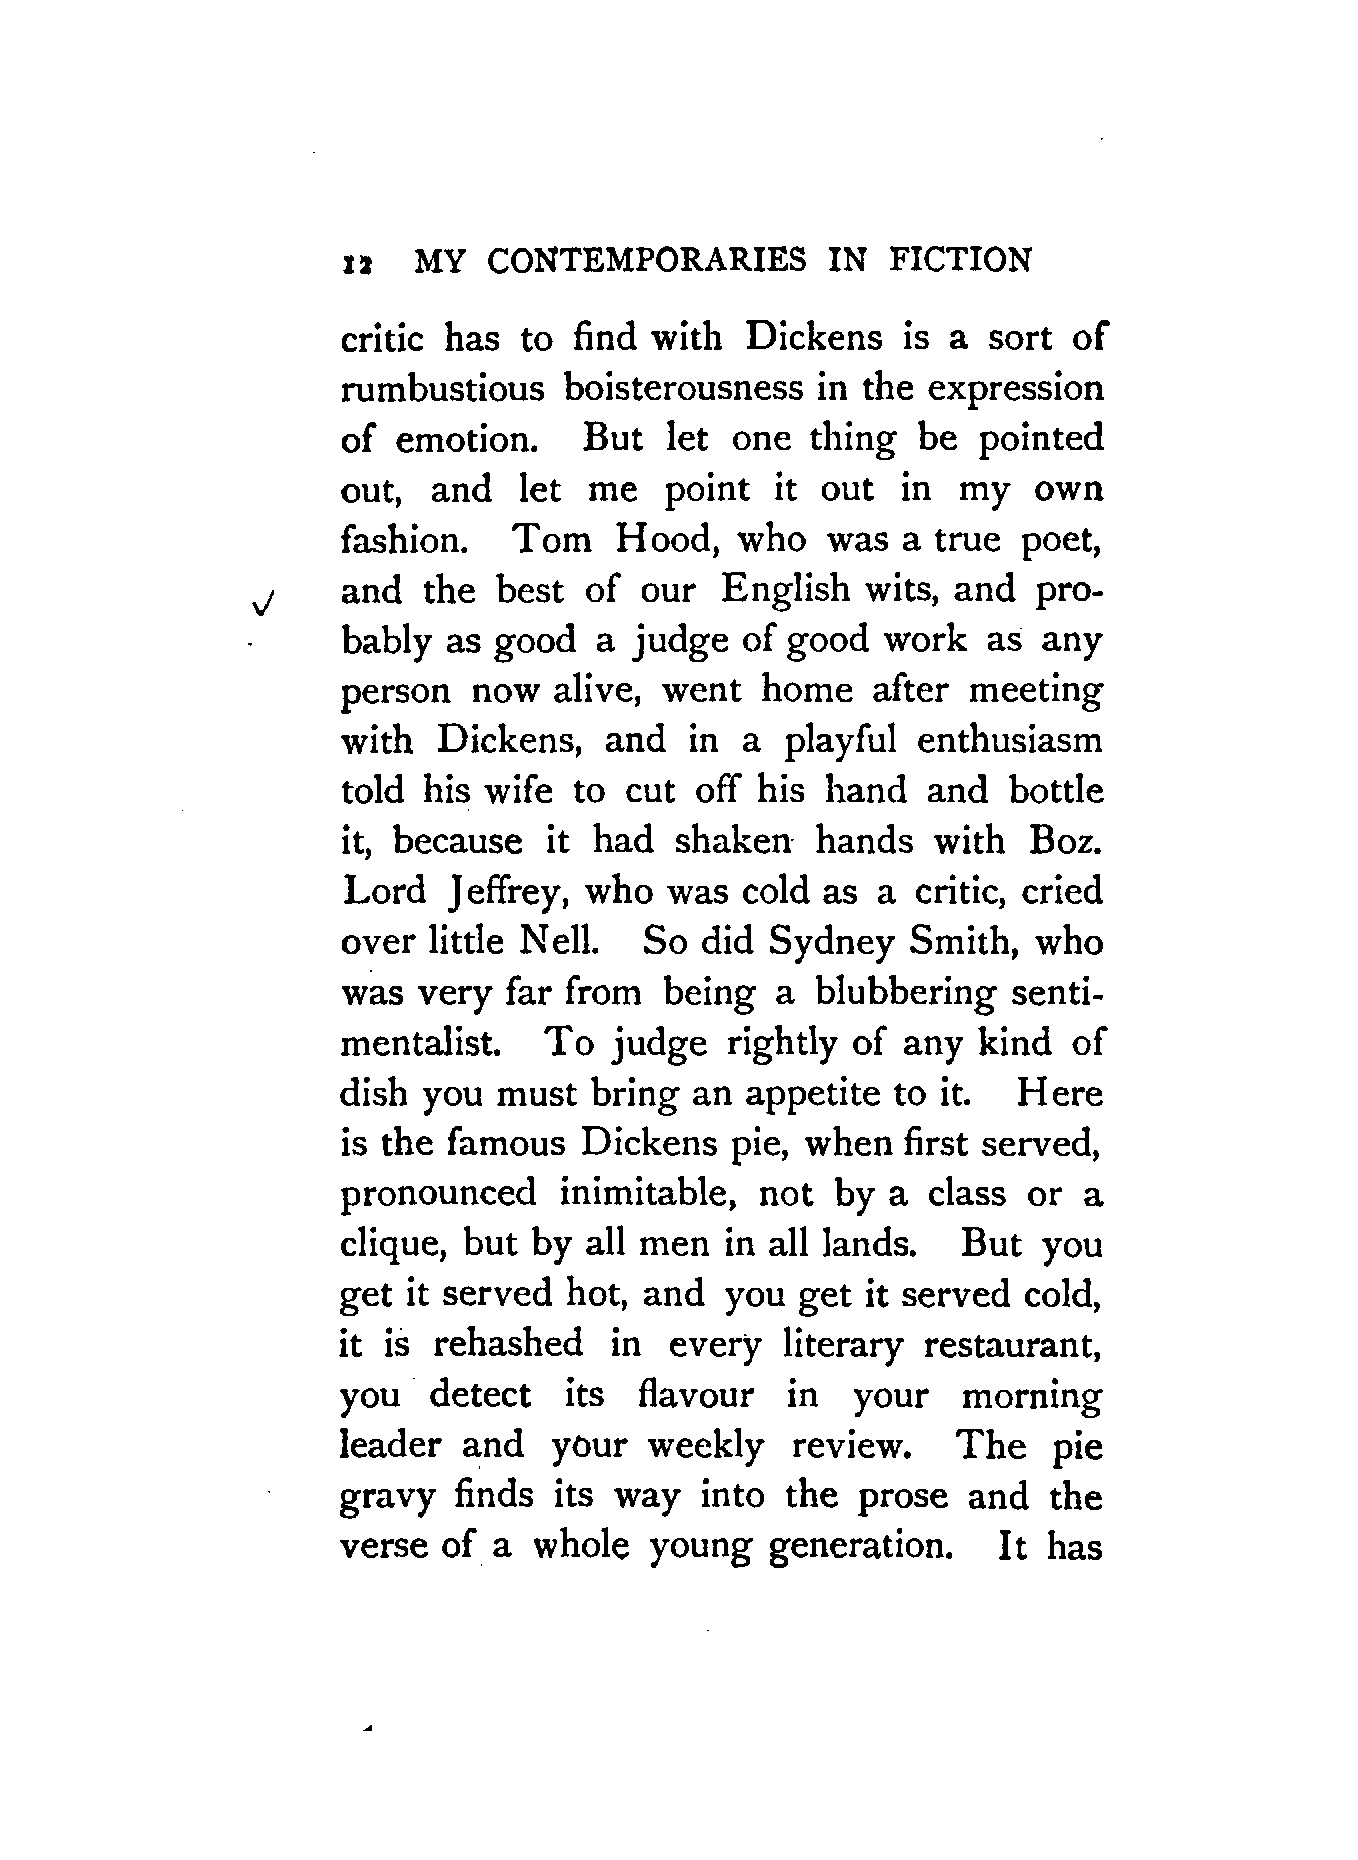 12 MY CONTEMPORARIES IN FICTION
critic has to find with Dickens is a sort of
rumbustious boisterousness in the expression
of emotion. But let one thing be pointed
out, and let me point it out in my own
fashion. Tom Hood, who was a true poet,
and the best of our English wits, and pro-
bably as good a judge of good work as any
person now alive, went home after meeting
with Dickens, and in a playful enthusiasm
told his wife to cut off his hand and bottle
it, because it had shaken hands with Boz.
Lord Jeffrey, who was cold as a critic, cried
over little Nell. So did Sydney Smith, who
was very far from being a blubbering senti-
mentalist. To judge rightly of any kind of
dish you must bring an appetite to it. Here
is the famous Dickens pie, when first served,
pronounced inimitable, not by a class or a
clique, but by all men in all lands. But you
get it served hot, and you get it served cold,
it is rehashed in every literary restaurant,
you detect its flavour in your morning
leader and your weekly review. The pie
gravy finds its way into the prose and the
verse of a whole young generation. It has